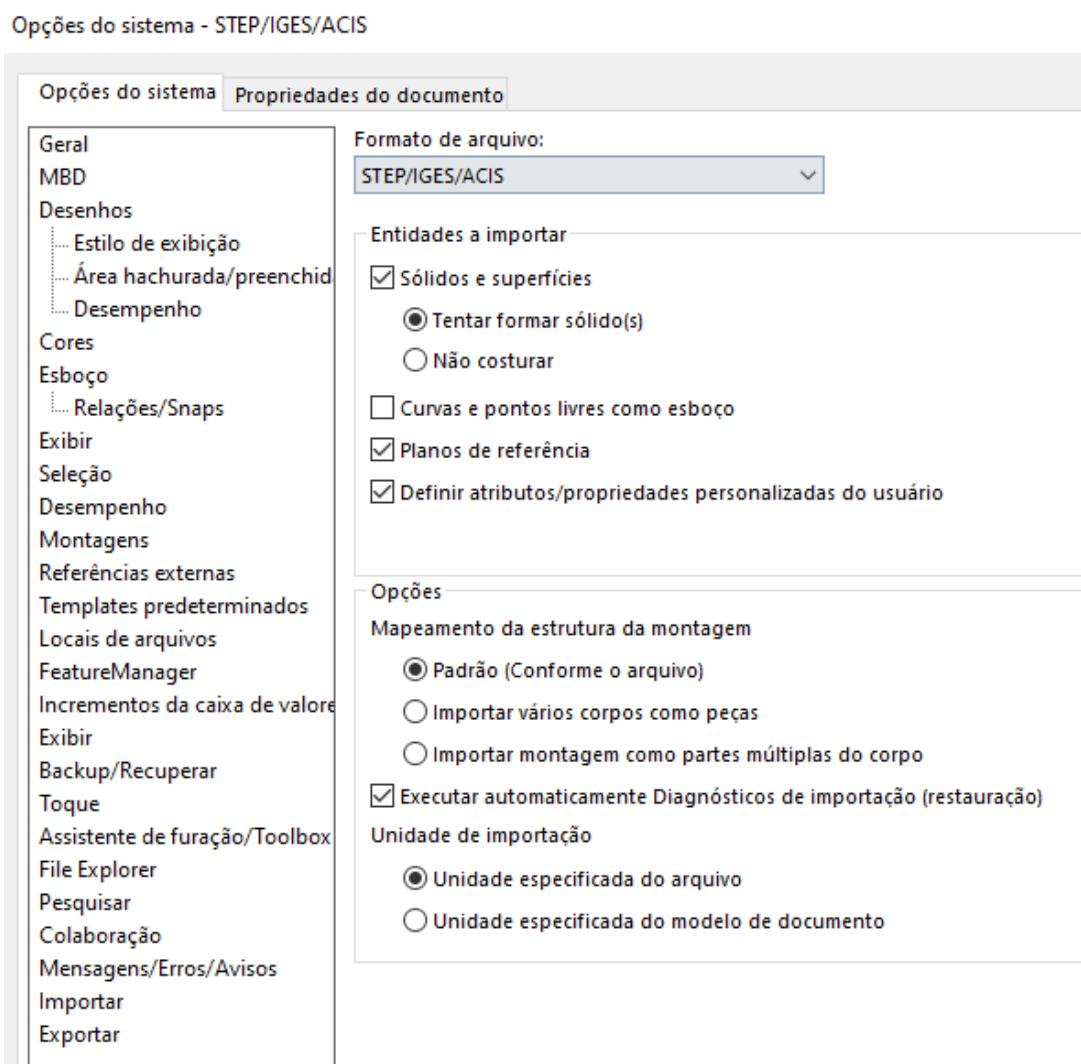 Opções do sistema - STEP/IGES/ACIS
Opções do sistema
Propriedades do documento
Geral
MBD
Desenhos
Estilo de exibição
Área hachurada/preenchid
Desempenho
Cores
Esboço
Relações/Snaps
Exibir
Seleção
Desempenho
Montagens
Referências externas
Templates predeterminados
Locais de arquivos
FeatureManager
Incrementos da caixa de valore
Exibir
Backup/Recuperar
Toque
Assistente de furação/Toolbox
File Explorer
Pesquisar
Colaboração
Mensagens/Erros/Avisos
Importar
Exportar
Formato de arquivo:
STEP/IGES/ACIS
Entidades a importar
Sólidos e superfícies
Tentar formar sólido(s)
Não costurar
Curvas e pontos livres como esboço
Planos de referência
Definir atributos/propriedades personalizadas do usuário
Opções
Mapeamento da estrutura da montagem
Padrão (Conforme o arquivo)
Importar vários corpos como peças
Importar montagem como partes múltiplas do corpo
Executar automaticamente Diagnósticos de importação (restauração)
Unidade de importação
Unidade especificada do arquivo
Unidade especificada do modelo de documento